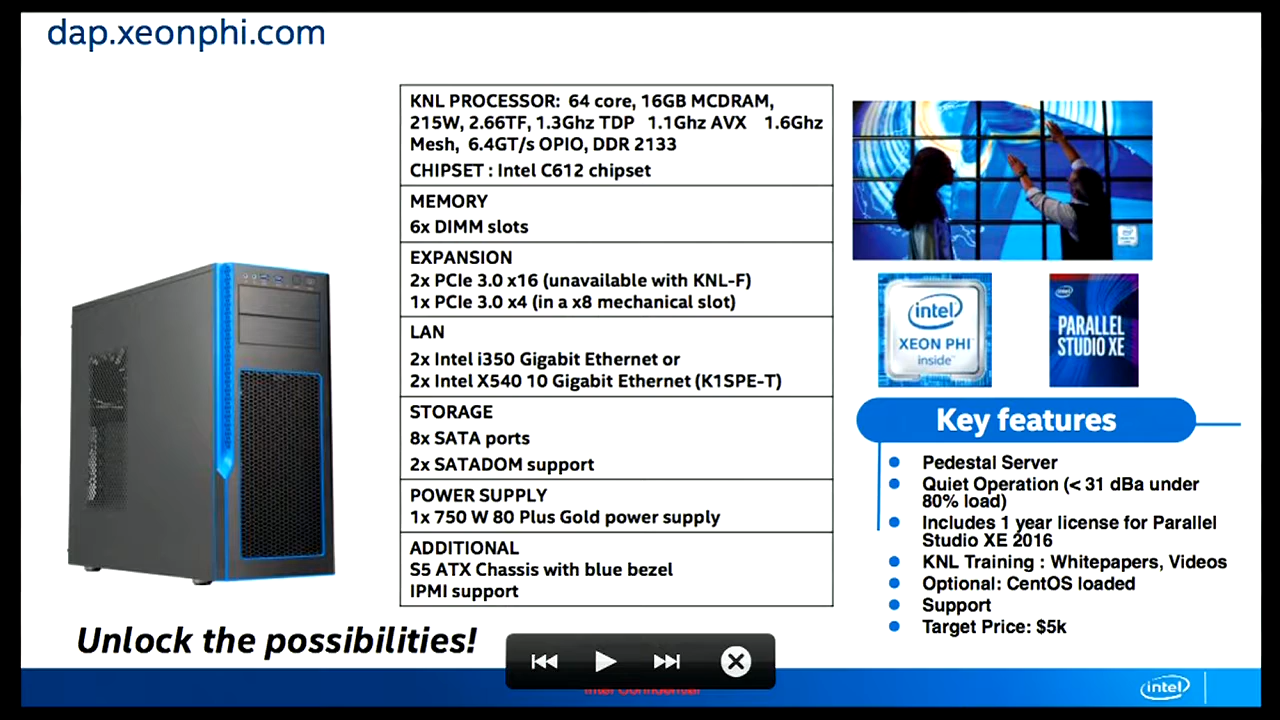 dap.xeonphi.com
KNL PROCESSOR: 64 core, 16GB MCDRAM,
215W, 2.66TF, 1.3Ghz TDP 1.1Ghz AVX 1.6Ghz
Mesh, 6.4GT/s OPIO, DDR 2133
CHIPSET : Intel C612 chipset
MEMORY
6x DIMM slots
EXPANSION
2x PCIe 3.0 x16 (unavailable with KNL-F)
1x PCIe 3.0 x4 (in a x8 mechanical slot)
LAN
2x Intel i350 Gigabit Ethernet or
2x Intel X540 10 Gigabit Ethernet (K1SPE-T)
STORAGE
8x SATA ports
2x SATADOM support
POWER SUPPLY
1x 750 W 80 Plus Gold power supply
ADDITIONAL
S5 ATX Chassis with blue bezel
IPMI support
intel
XEON PHI
inside
intel
PARALLEL
STUDIO XE
Key features
Pedestal Server
Quiet Operation (< 31 dBa under
80% load)
Includes 1 year license for Parallel
Studio XE 2016
KNL Training : Whitepapers, Videos
Optional: CentOS loaded
Support
Target Price: $5k
Unlock the possibilities!
Intel Confidential
intel